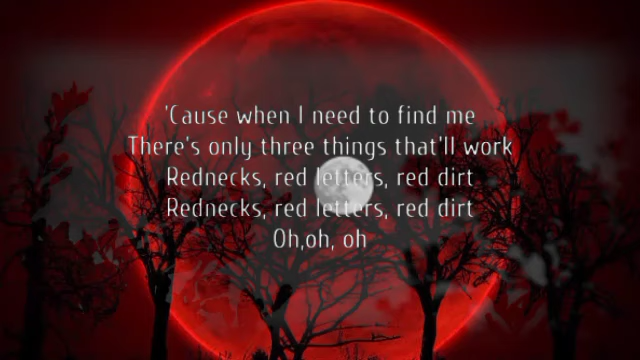 'Cause when I need to find me
There's only three things that'll work
Rednecks, red letters, red dirt
Rednecks, red letters, red dirt
Oh,oh, oh